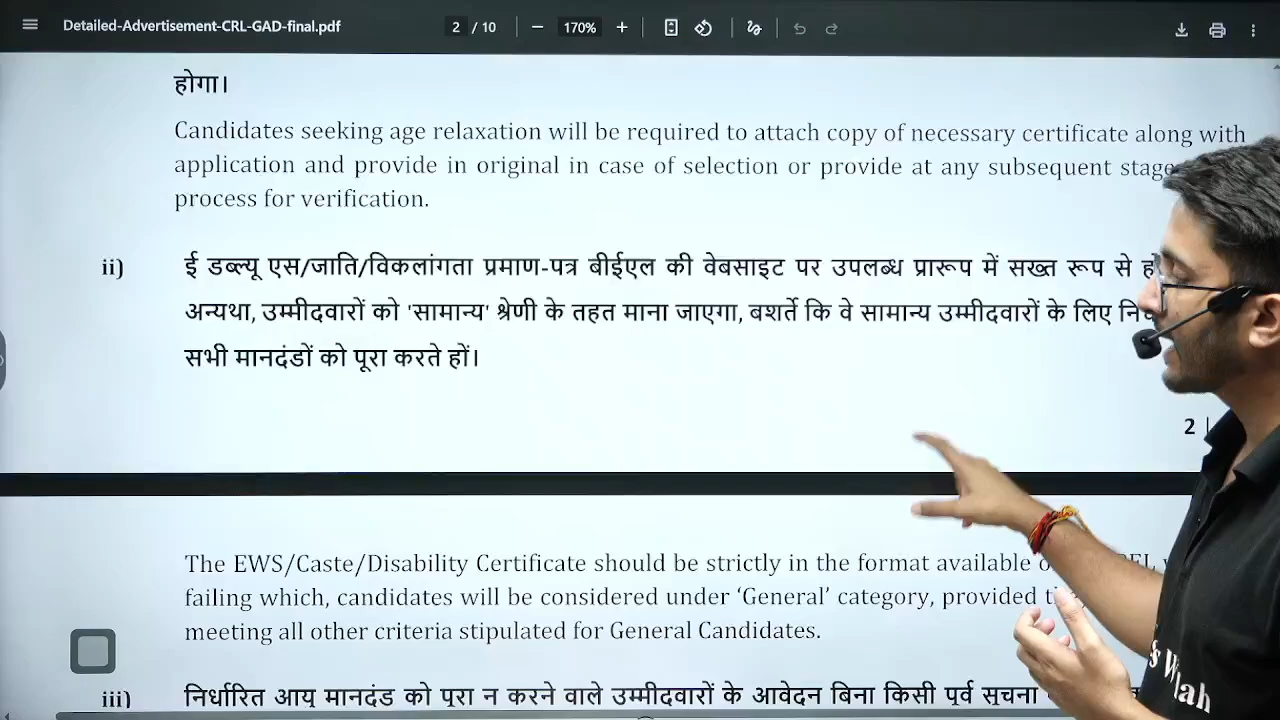 Detailed-Advertisement-CRL-GAD-final.pdf
2 / 10
170%
होगा।
Candidates seeking age relaxation will be required to attach copy of necessary certificate along with
application and provide in original in case of selection or provide at any subsequent stage
process for verification.
ii) ई डब्ल्यू एस/जाति/विकलांगता प्रमाण-पत्र बीईएल की वेबसाइट पर उपलब्ध प्रारूप में सख्त रूप से
अन्यथा, उम्मीदवारों को 'सामान्य' श्रेणी के तहत माना जाएगा, बशर्ते कि वे सामान्य उम्मीदवारों के लिए
सभी मानदंडों को पूरा करते हों।
2 |
The EWS/Caste/Disability Certificate should be strictly in the format available
failing which, candidates will be considered under ‘General’ category, provided
meeting all other criteria stipulated for General Candidates.
iii) निर्धारित आयु मानदंड को पूरा न करने वाले उम्मीदवारों के आवेदन बिना किसी पूर्व सूचना